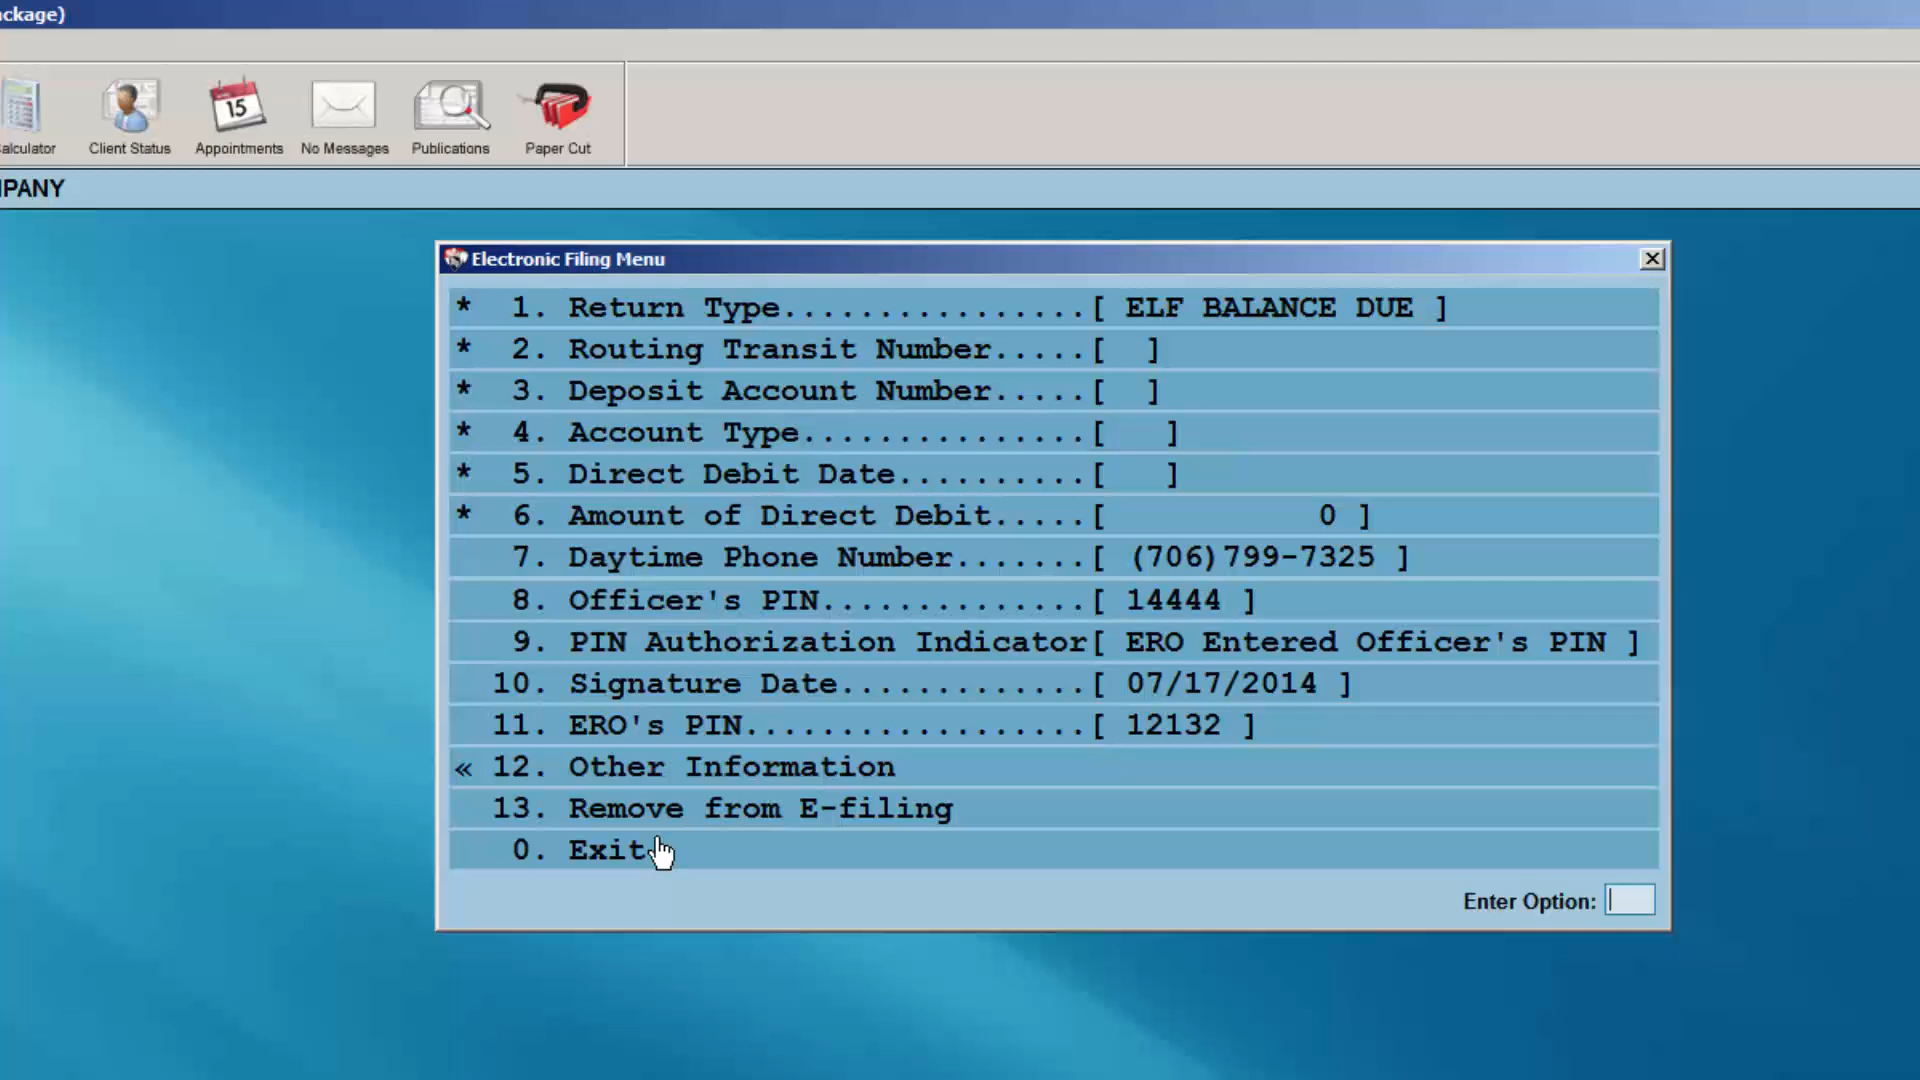 ckage)
alculator
Client Status
Appointments
No Messages
Publications
Paper Cut
15
MPANY
Electronic Filing Menu
* 1. Return Type................[ ELF BALANCE DUE ]
* 2. Routing Transit Number.....[ ]
* 3. Deposit Account Number.....[ ]
* 4. Account Type...............[ ]
* 5. Direct Debit Date..........[ ]
* 6. Amount of Direct Debit.....[ 0 ]
7. Daytime Phone Number.......[ (706)799-7325 ]
8. Officer's PIN..............[ 14444 ]
9. PIN Authorization Indicator[ ERO Entered Officer's PIN ]
10. Signature Date.............[ 07/17/2014 ]
11. ERO's PIN..................[ 12132 ]
« 12. Other Information
13. Remove from E-filing
0. Exit
Enter Option: